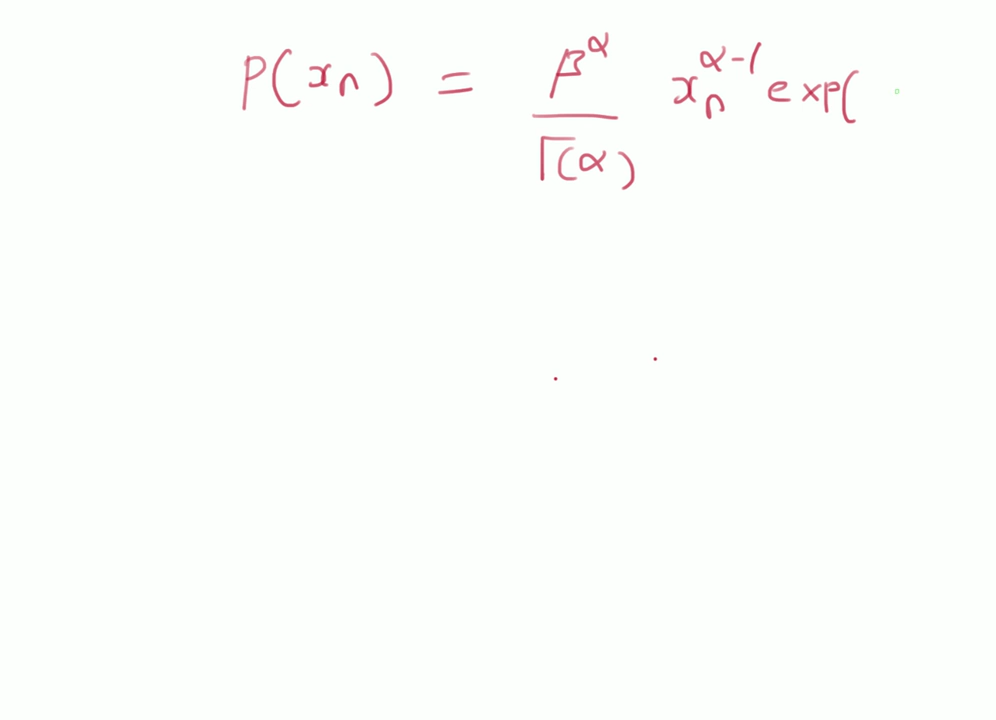 P(xₙ) = β^α / Γ(α) xₙ^(α-1) exp(